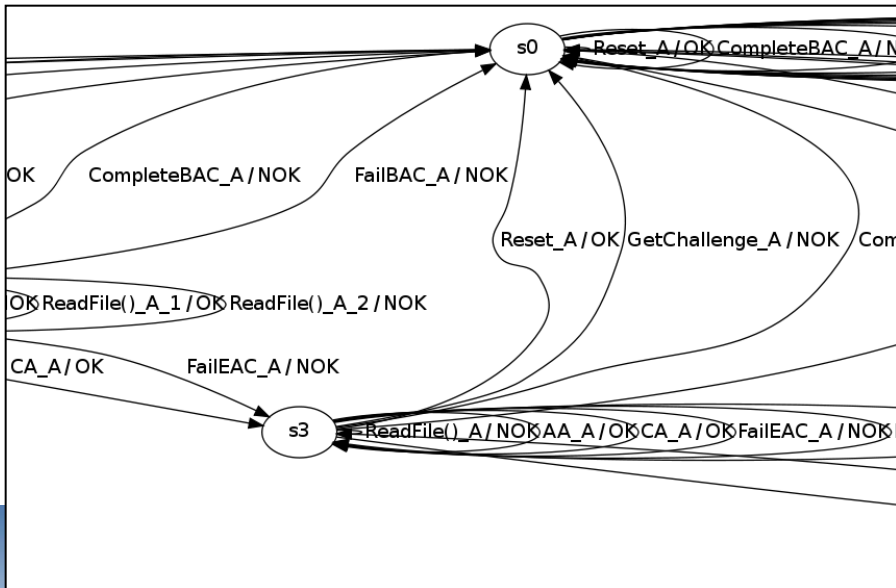 s0
Reset_A / OK
CompleteBAC_A / N
OK
CompleteBAC_A / NOK
FailBAC_A / NOK
Reset_A / OK
GetChallenge_A / NOK
Com
OK
ReadFile()_A_1 / OK
ReadFile()_A_2 / NOK
CA_A / OK
FailEAC_A / NOK
s3
ReadFile()_A / NOK
AA_A / OK
CA_A / OK
FailEAC_A / NOK